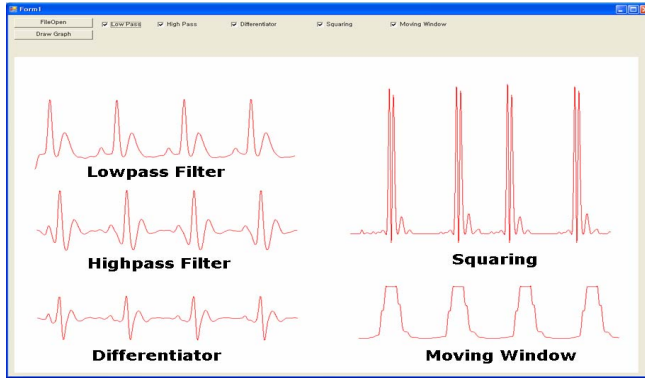 Form1
FileOpen
Low Pass High Pass Differentiator Squaring Moving Window
Draw Graph
Lowpass Filter
Highpass Filter
Squaring
Differentiator
Moving Window